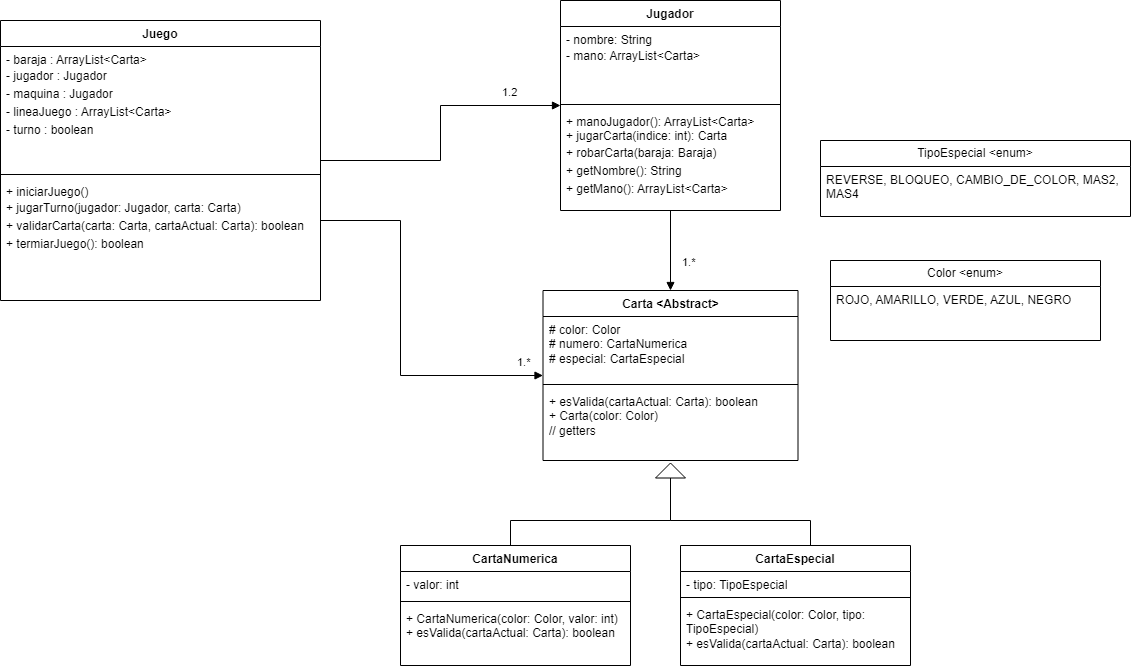 Juego
- baraja : ArrayList<Carta>
- jugador : Jugador
- maquina : Jugador
- lineaJuego : ArrayList<Carta>
- turno : boolean
+ iniciarJuego()
+ jugarTurno(jugador: Jugador, carta: Carta)
+ validarCarta(carta: Carta, cartaActual: Carta): boolean
+ termiarJuego(): boolean
1.2
Jugador
- nombre: String
- mano: ArrayList<Carta>
+ manoJugador(): ArrayList<Carta>
+ jugarCarta(indice: int): Carta
+ robarCarta(baraja: Baraja)
+ getNombre(): String
+ getMano(): ArrayList<Carta>
TipoEspecial <enum>
REVERSE, BLOQUEO, CAMBIO_DE_COLOR, MAS2,
MAS4
1.*
Color <enum>
ROJO, AMARILLO, VERDE, AZUL, NEGRO
1.*
Carta <Abstract>
# color: Color
# numero: CartaNumerica
# especial: CartaEspecial
+ esValida(cartaActual: Carta): boolean
+ Carta(color: Color)
// getters
CartaNumerica
- valor: int
+ CartaNumerica(color: Color, valor: int)
+ esValida(cartaActual: Carta): boolean
CartaEspecial
- tipo: TipoEspecial
+ CartaEspecial(color: Color, tipo:
TipoEspecial)
+ esValida(cartaActual: Carta): boolean